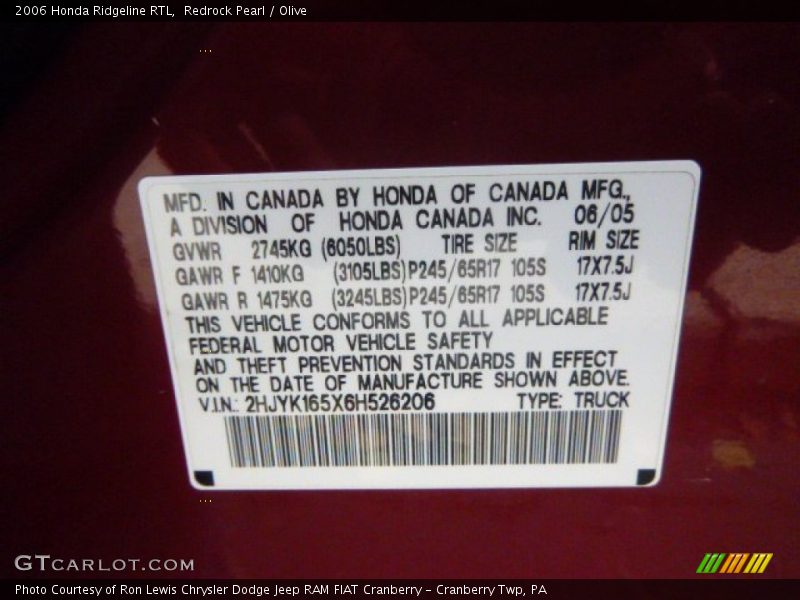 2006 Honda Ridgeline RTL, Redrock Pearl / Olive
MFD. IN CANADA BY HONDA OF CANADA MFG.,
A DIVISION OF HONDA CANADA INC. 06/05
GVWR 2745KG (6050LBS) TIRE SIZE RIM SIZE
GAWR F 1410KG (3105LBS) P245/65R17 105S 17X7.5J
GAWR R 1475KG (3245LBS) P245/65R17 105S 17X7.5J
THIS VEHICLE CONFORMS TO ALL APPLICABLE
FEDERAL MOTOR VEHICLE SAFETY
AND THEFT PREVENTION STANDARDS IN EFFECT
ON THE DATE OF MANUFACTURE SHOWN ABOVE.
V.I.N.: 2HJYK165X6H526206 TYPE: TRUCK
GTCARLOT.COM
Photo Courtesy of Ron Lewis Chrysler Dodge Jeep RAM FIAT Cranberry - Cranberry Twp, PA